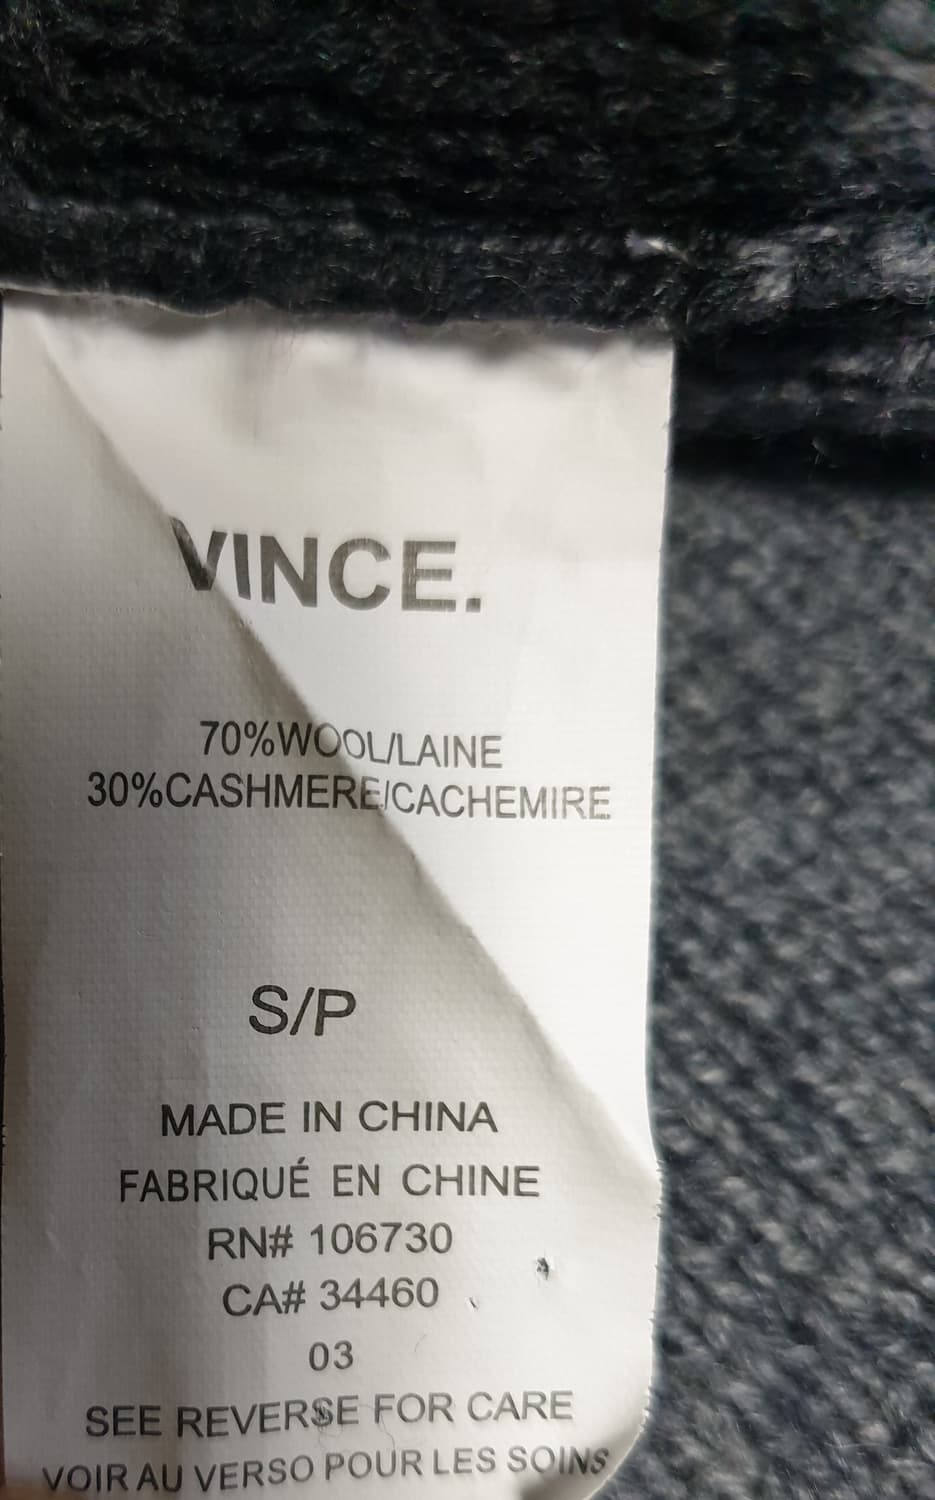 VINCE.
70%WOOL/LAINE
30%CASHMERE/CACHEMIRE
S/P
MADE IN CHINA
FABRIQUÉ EN CHINE
RN# 106730
CA# 34460
03
SEE REVERSE FOR CARE
VOIR AU VERSO POUR LES SOINS